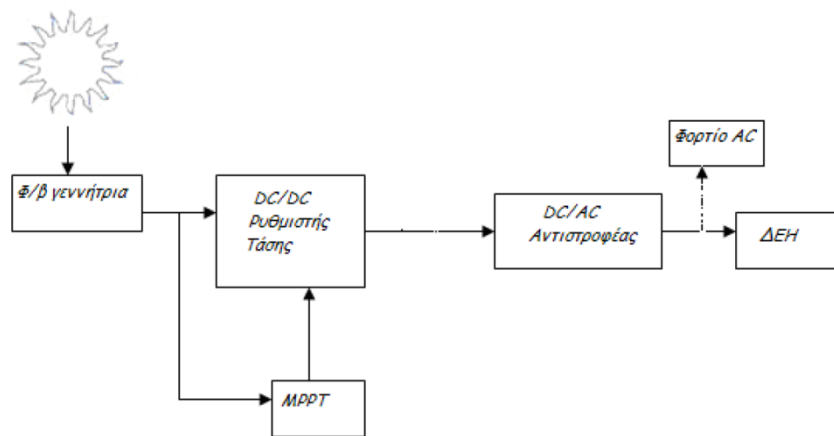 Φορτίο AC
Φ/β γεννήτρια
DC/DC
Ρυθμιστής
Τάσης
DC/AC
Αντιστροφέας
ΔΕΗ
MPPT